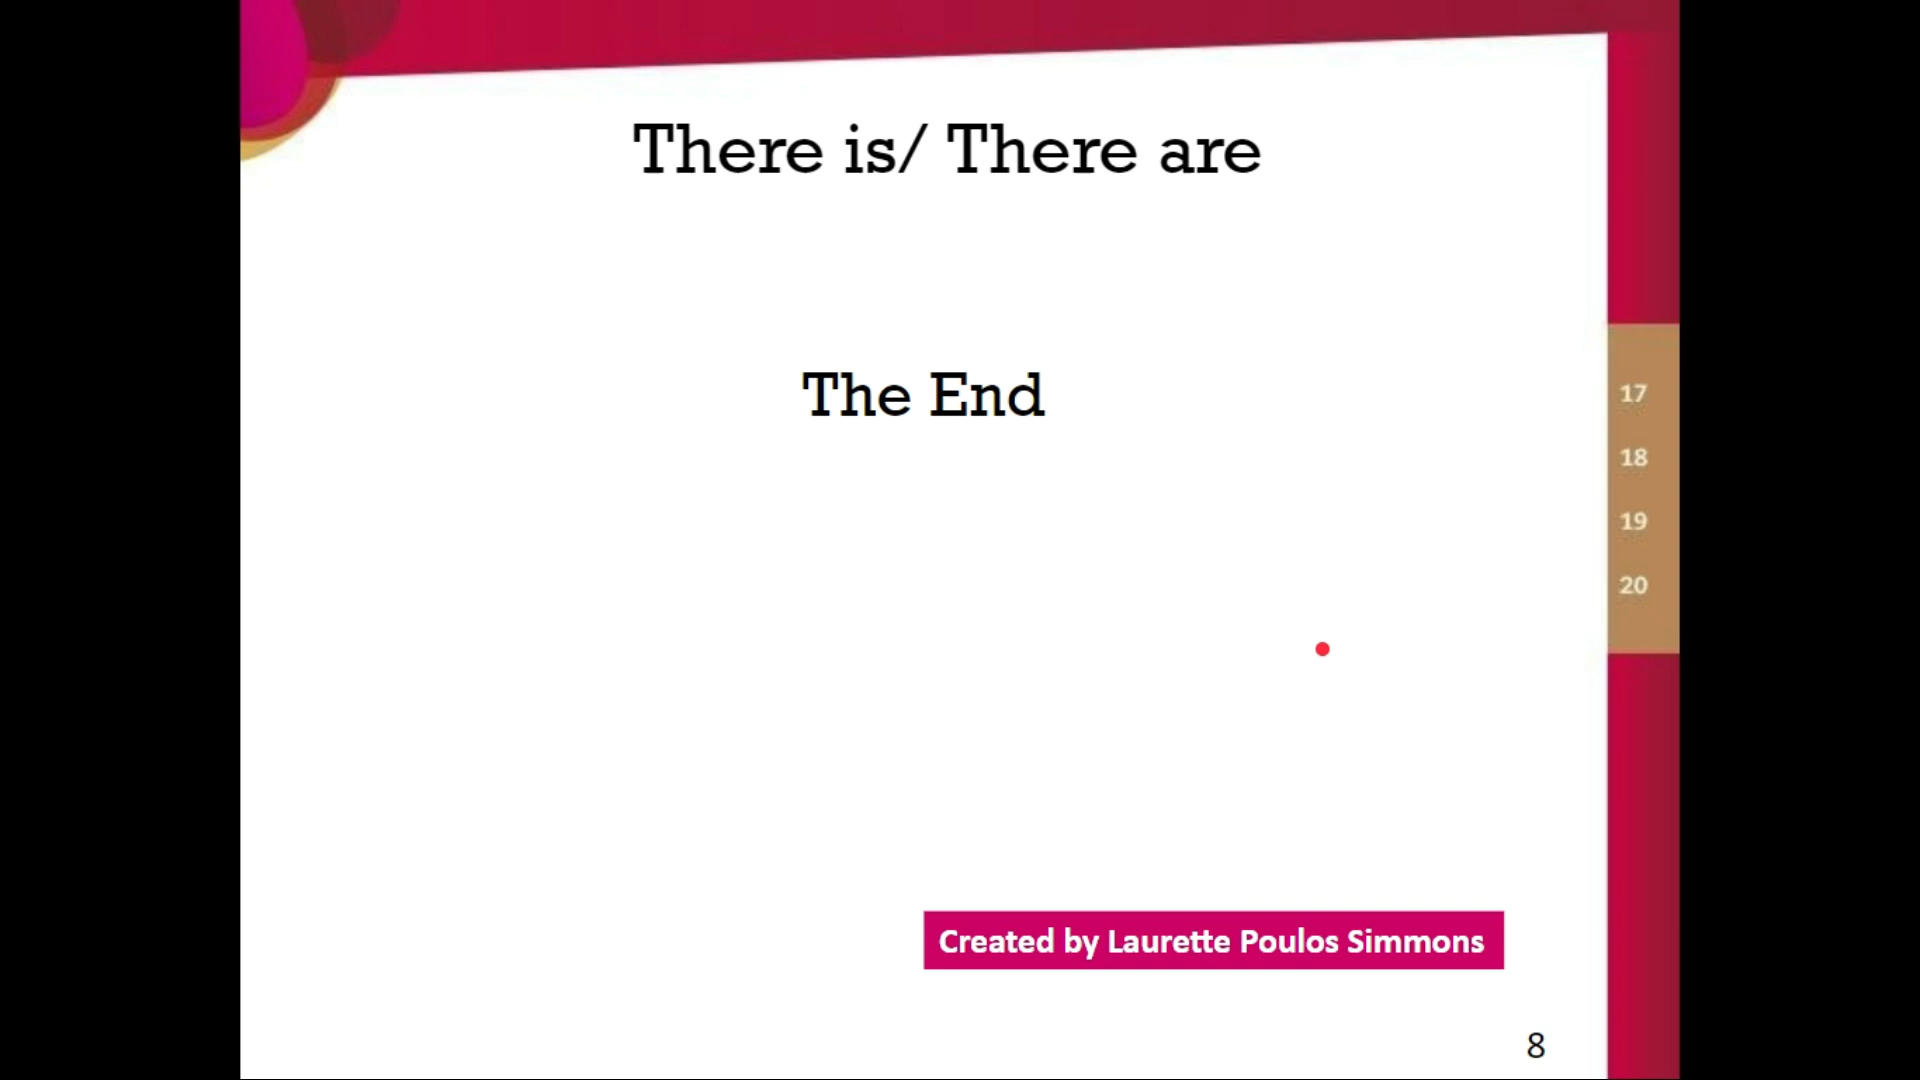 There is/ There are
The End
17
18
19
20
Created by Laurette Poulos Simmons
8